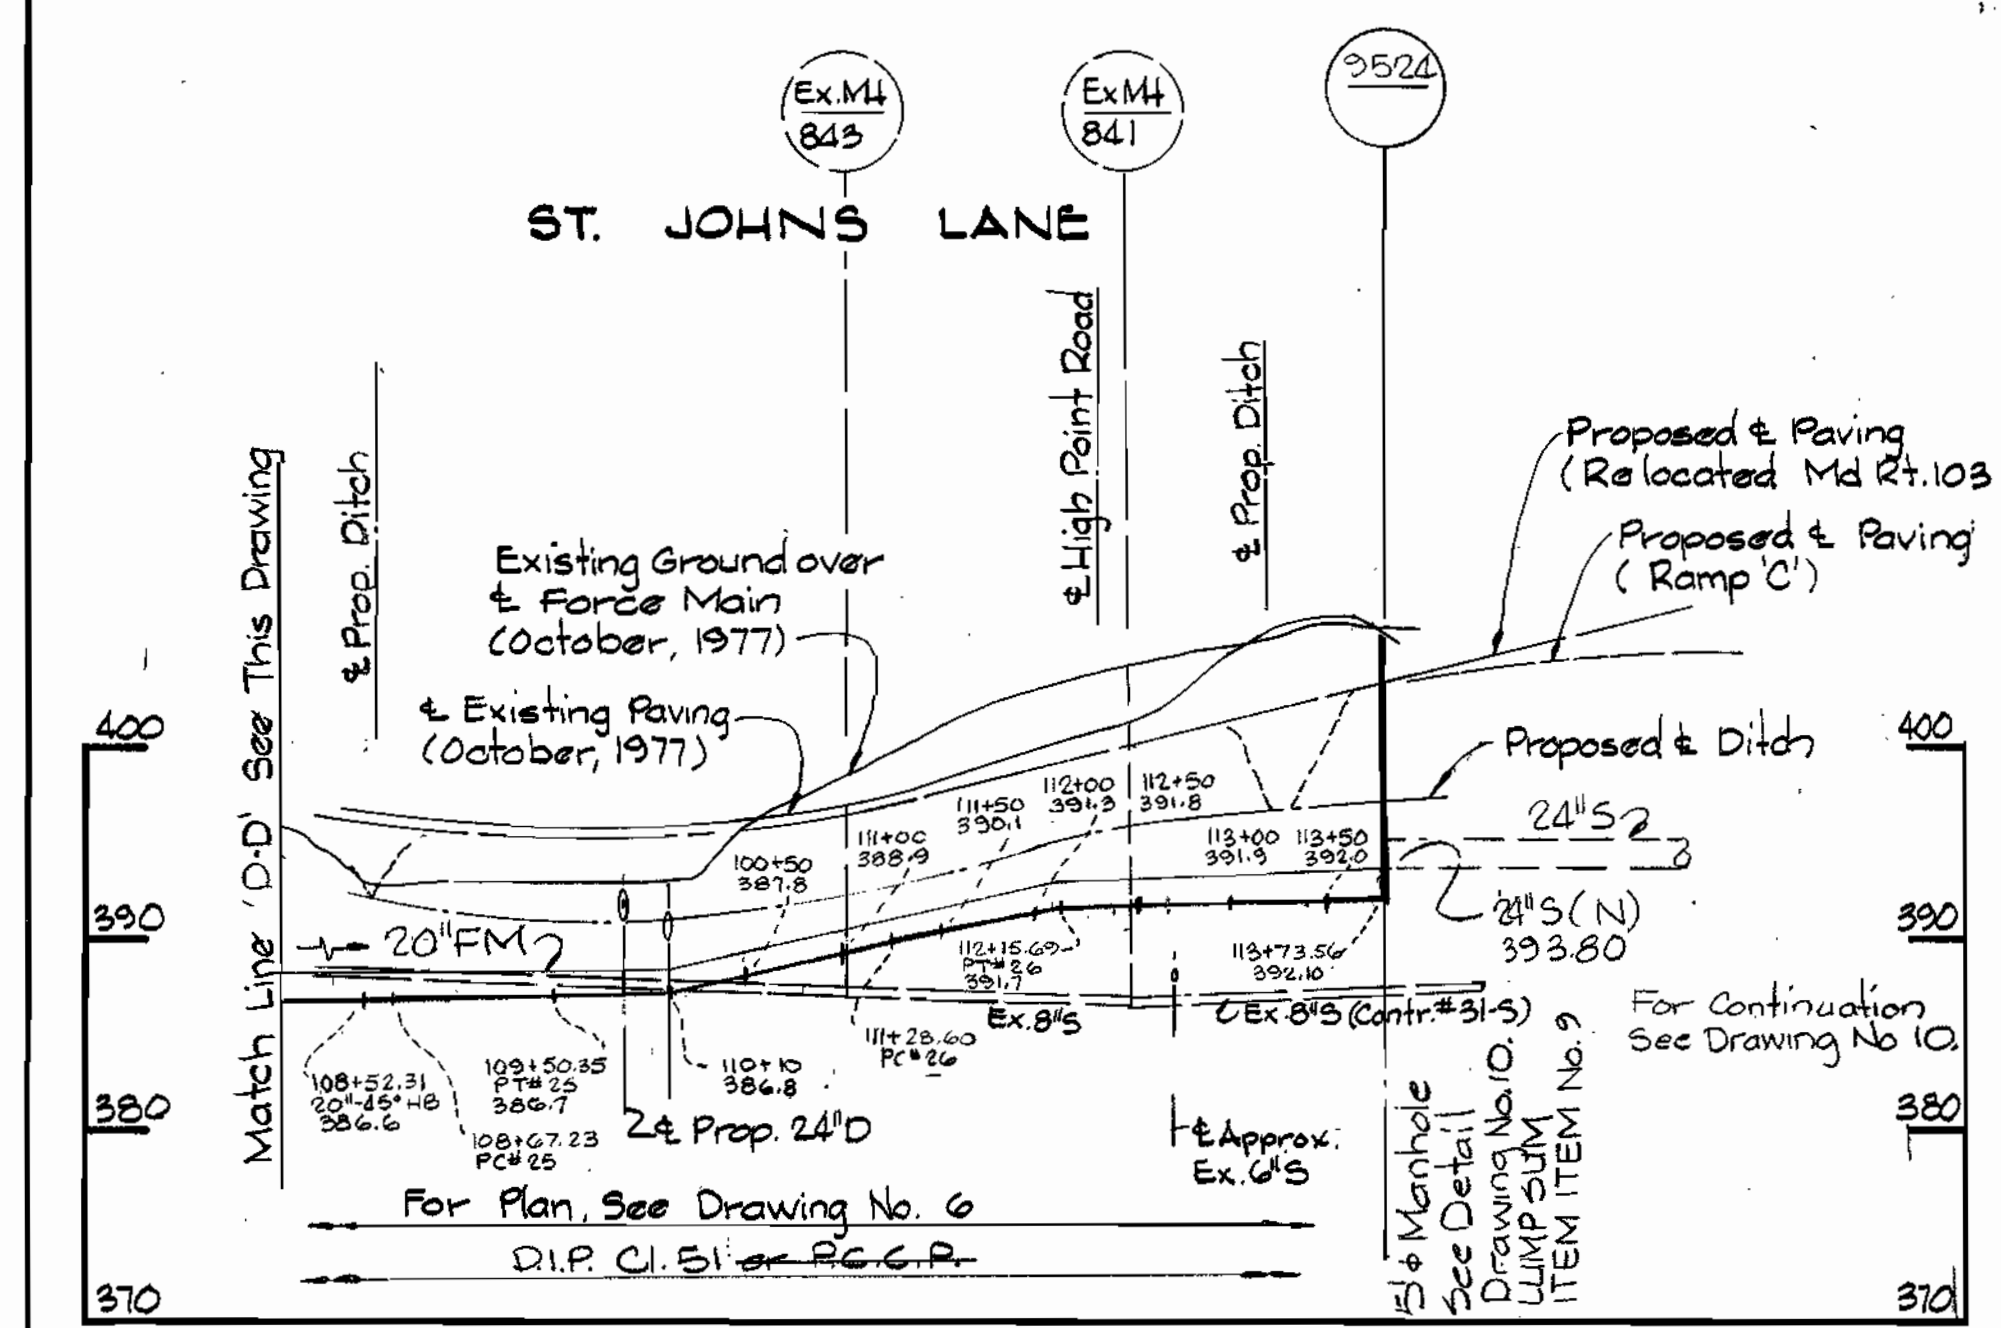 Ex.MH
843
Ex MH
841
9524
ST. JOHNS LANE
Match Line 'D-D' See This Drawing
℄ Prop. Ditch
℄ High Point Road
℄ Prop. Ditch
Existing Ground over
℄ Force Main
(October, 1977)
℄ Existing Paving
(October, 1977)
Proposed ℄ Paving
(Relocated Md Rt. 103
Proposed ℄ Paving
( Ramp 'C')
Proposed ℄ Ditch
400
390
380
370
400
390
380
370
24"S
24"S (N)
393.80
20"FM
100+50
387.8
111+00
388.9
111+50
390.1
112+00
391.3
112+50
391.8
113+00
391.9
113+50
392.0
112+15.69
PT#26
391.7
113+73.56
392.10
Ex. 8"S
Ex. 8"S (Contr.#31-S)
111+28.60
PC#26
108+52.31
20"-45° HB
386.6
108+67.23
PC#25
109+50.35
PT#25
386.7
110+10
386.8
2 ℄ Prop. 24"D
℄ Approx.
Ex. 6"S
For Continuation
See Drawing No 10.
5'ϕ Manhole
See Detail
Drawing No. 10.
LUMP SUM
ITEM ITEM No. 9
For Plan, See Drawing No. 6
D.I.P. Cl. 51 or P.C.C.P.